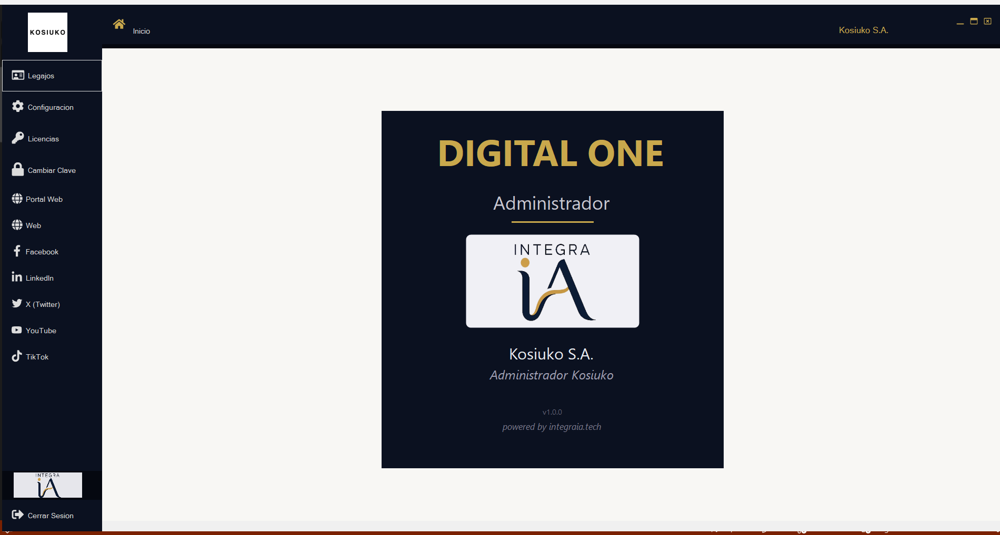 KOSIUKO
Inicio
Kosiuko S.A.
Legajos
Configuracion
Licencias
Cambiar Clave
Portal Web
Web
Facebook
LinkedIn
X (Twitter)
YouTube
TikTok
DIGITAL ONE
Administrador
INTEGRA
iA
Kosiuko S.A.
Administrador Kosiuko
v1.0.0
powered by integraia.tech
INTEGRA
iA
Cerrar Sesion